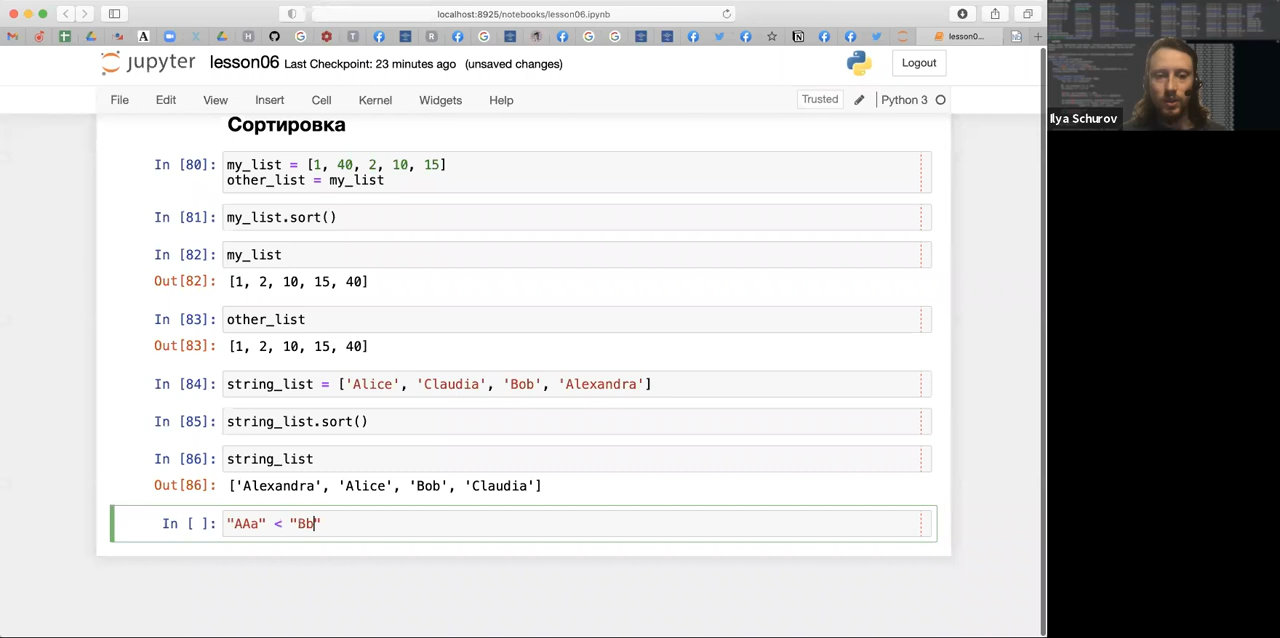 localhost:8925/notebooks/lesson06.ipynb
lesson0...
jupyter lesson06 Last Checkpoint: 23 minutes ago (unsaved changes)
Logout
File Edit View Insert Cell Kernel Widgets Help
Trusted Python 3
Сортировка
In [80]: my_list = [1, 40, 2, 10, 15]
other_list = my_list
In [81]: my_list.sort()
In [82]: my_list
Out[82]: [1, 2, 10, 15, 40]
In [83]: other_list
Out[83]: [1, 2, 10, 15, 40]
In [84]: string_list = ['Alice', 'Claudia', 'Bob', 'Alexandra']
In [85]: string_list.sort()
In [86]: string_list
Out[86]: ['Alexandra', 'Alice', 'Bob', 'Claudia']
In [ ]: "AAa" < "Bb"
Ilya Schurov